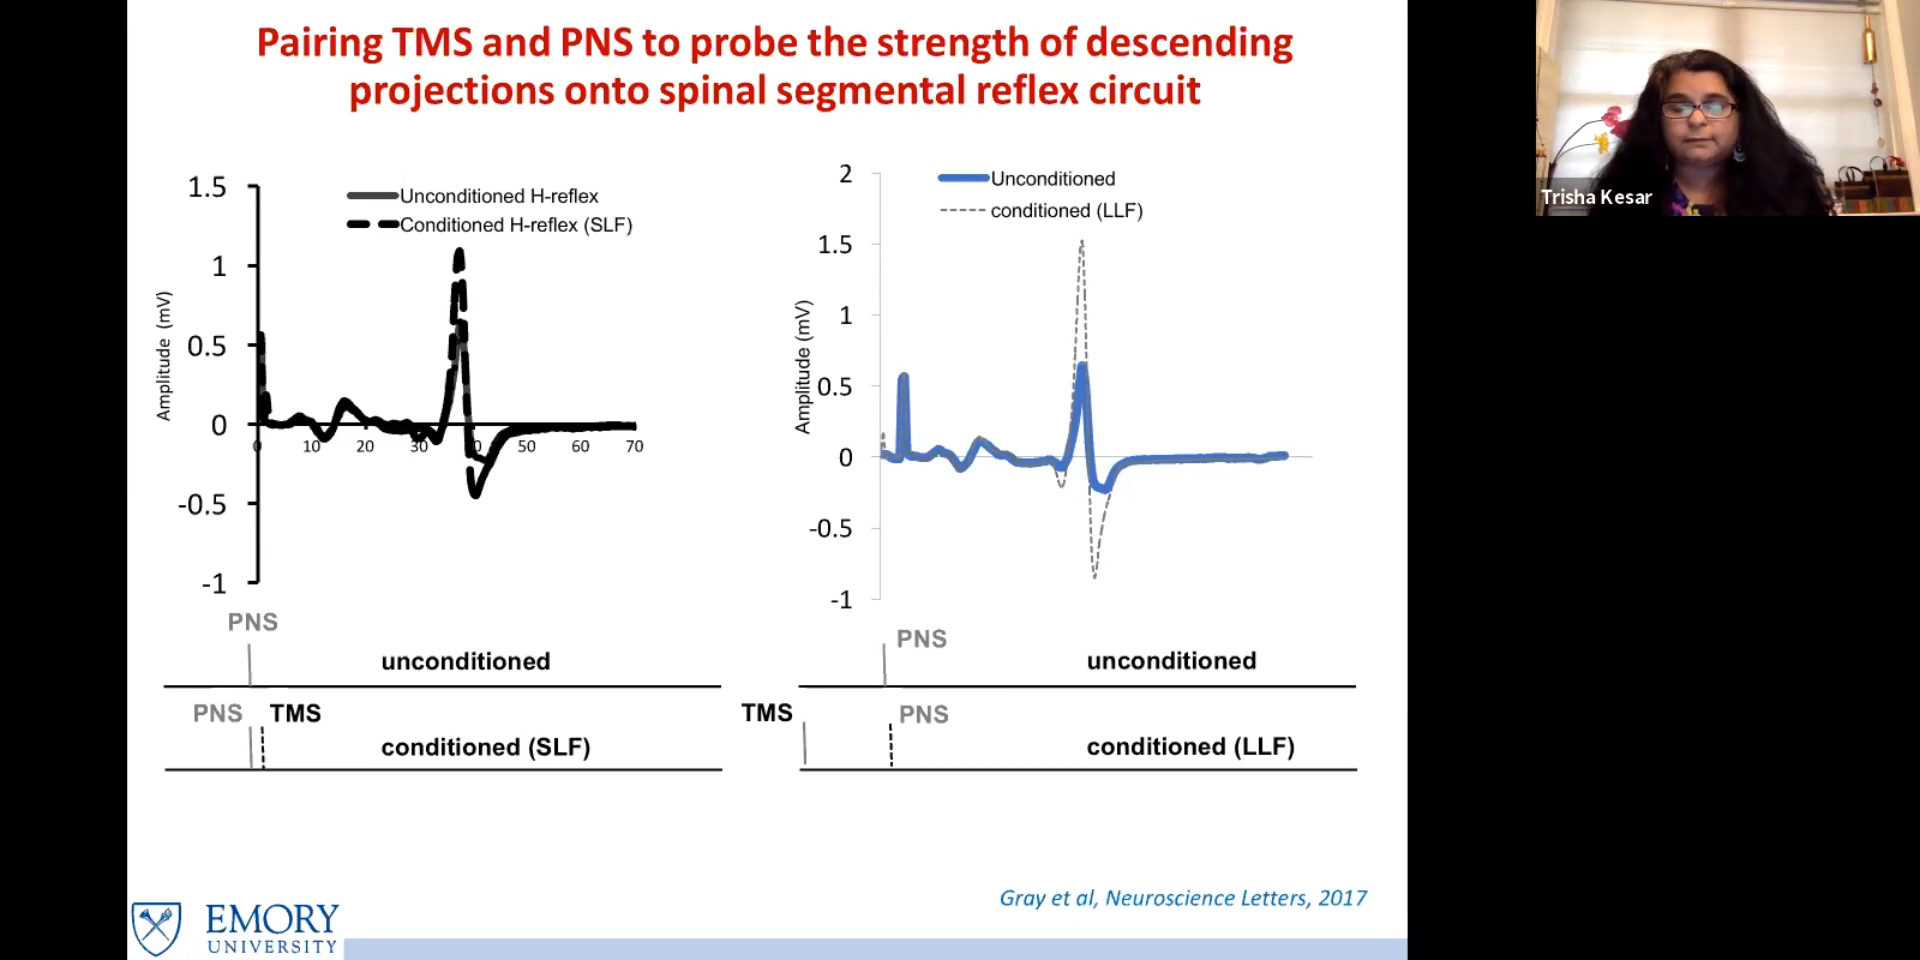 Pairing TMS and PNS to probe the strength of descending
projections onto spinal segmental reflex circuit
Trisha Kesar
Unconditioned H-reflex
Conditioned H-reflex (SLF)
Amplitude (mV)
1.5
1
0.5
0
-0.5
-1
0 10 20 30 40 50 60 70
Unconditioned
conditioned (LLF)
Amplitude (mV)
2
1.5
1
0.5
0
-0.5
-1
PNS
unconditioned
PNS TMS
conditioned (SLF)
PNS
unconditioned
TMS PNS
conditioned (LLF)
Gray et al, Neuroscience Letters, 2017
EMORY
UNIVERSITY